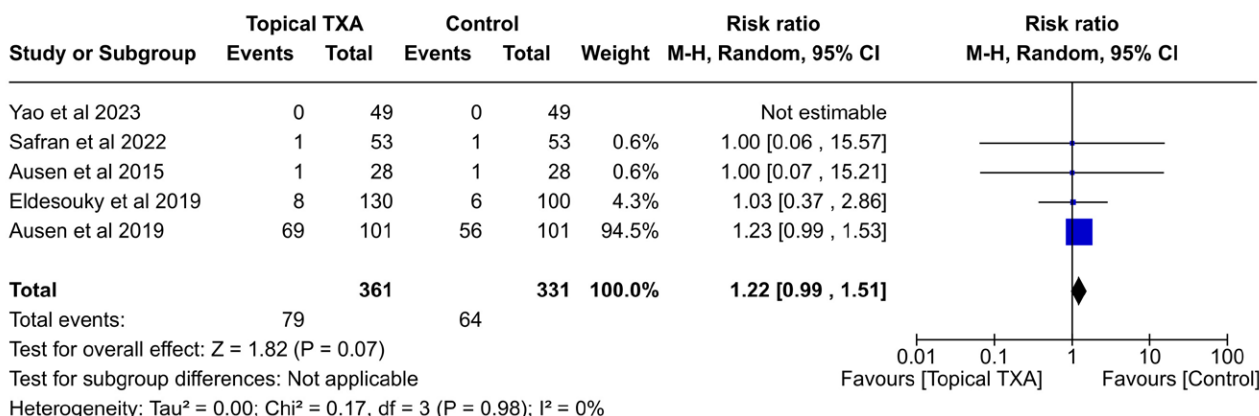 Topical TXA Control Risk ratio Risk ratio
Study or Subgroup Events Total Events Total Weight M-H, Random, 95% CI M-H, Random, 95% CI
Yao et al 2023 0 49 0 49 Not estimable
Safran et al 2022 1 53 1 53 0.6% 1.00 [0.06 , 15.57]
Ausen et al 2015 1 28 1 28 0.6% 1.00 [0.07 , 15.21]
Eldesouky et al 2019 8 130 6 100 4.3% 1.03 [0.37 , 2.86]
Ausen et al 2019 69 101 56 101 94.5% 1.23 [0.99 , 1.53]
Total 361 331 100.0% 1.22 [0.99 , 1.51]
Total events: 79 64
Test for overall effect: Z = 1.82 (P = 0.07)
0.01 0.1 1 10 100
Test for subgroup differences: Not applicable
Favours [Topical TXA] Favours [Control]
Heterogeneity: Tau² = 0.00; Chi² = 0.17, df = 3 (P = 0.98); I² = 0%